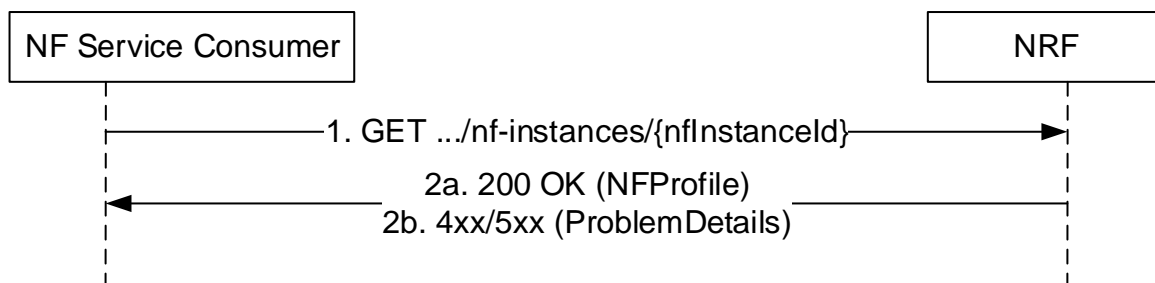 NF Service Consumer
NRF
1. GET .../nf-instances/{nfInstanceId}
2a. 200 OK (NFProfile)
2b. 4xx/5xx (ProblemDetails)